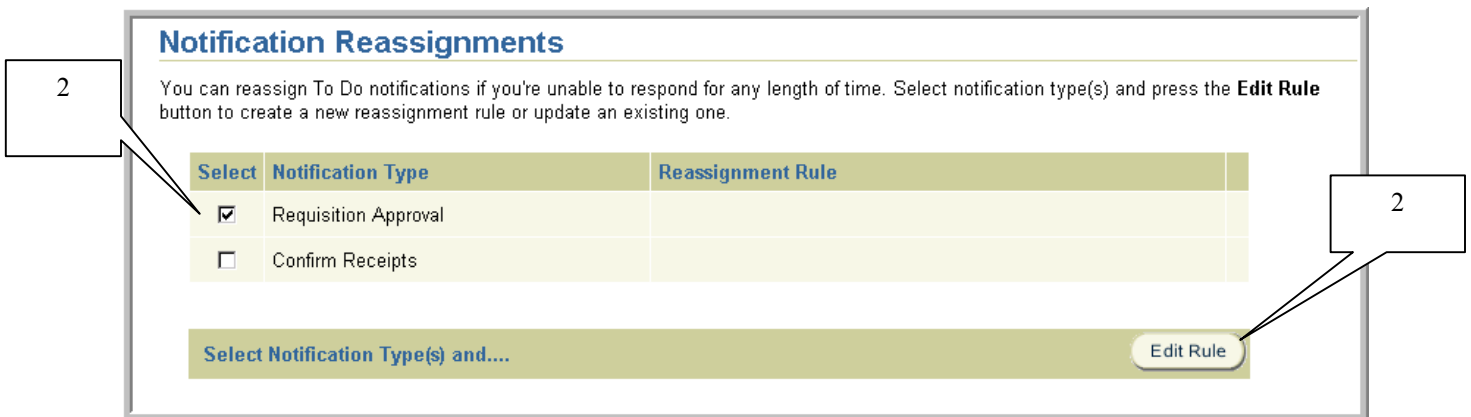 Notification Reassignments
2
You can reassign To Do notifications if you're unable to respond for any length of time. Select notification type(s) and press the Edit Rule
button to create a new reassignment rule or update an existing one.
Select Notification Type Reassignment Rule
2
Requisition Approval
Confirm Receipts
Select Notification Type(s) and....
Edit Rule